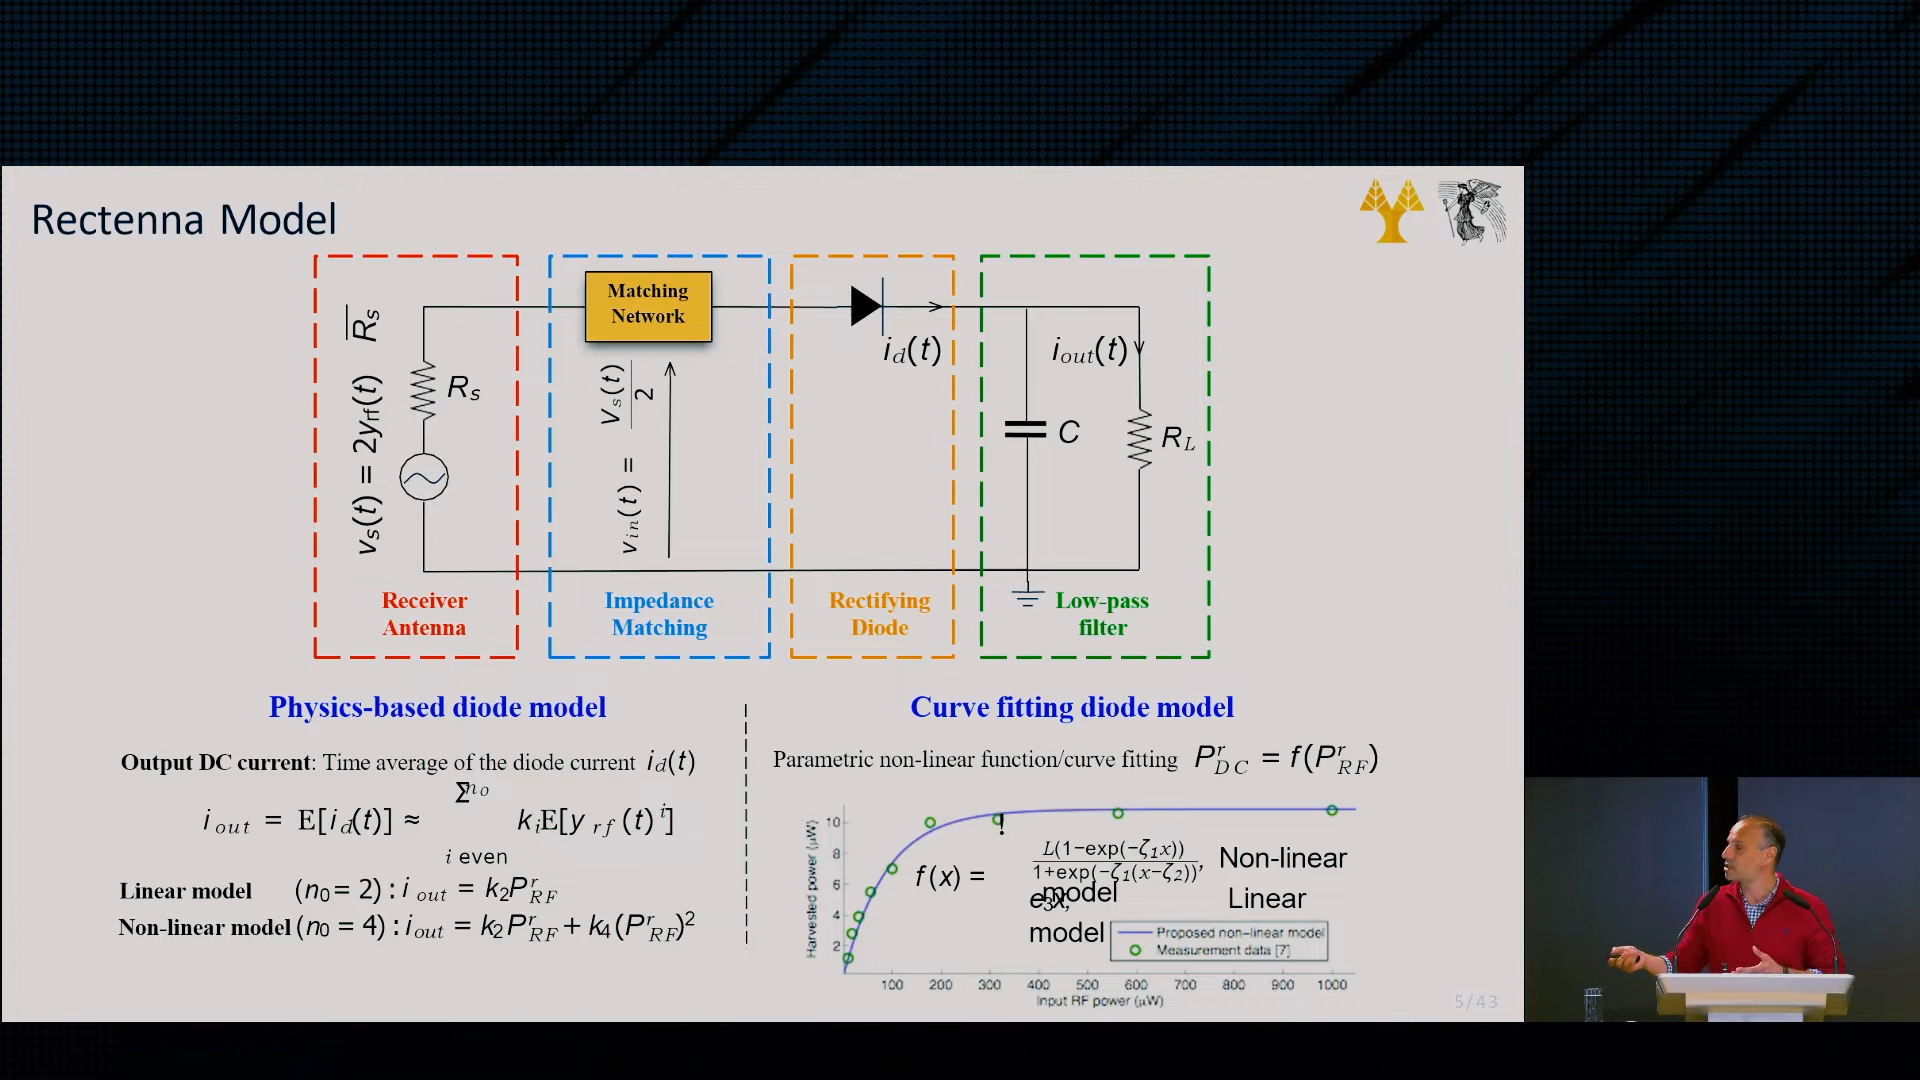 Rectenna Model
Matching
Network
v_s(t) = 2y_rf(t) √R_s
R_s
v_in(t) = V_s(t)/2
i_d(t)
i_out(t)
C
R_L
Receiver
Antenna
Impedance
Matching
Rectifying
Diode
Low-pass
filter
Physics-based diode model
Output DC current: Time average of the diode current i_d(t)
i_out = E[i_d(t)] ≈ Σ^{n_o}_{i even} k_i E[y_rf(t)^i]
Linear model (n_0 = 2) : i_out = k_2 P^r_RF
Non-linear model (n_0 = 4) : i_out = k_2 P^r_RF + k_4 (P^r_RF)^2
Curve fitting diode model
Parametric non-linear function/curve fitting P^r_DC = f(P^r_RF)
Harvested power (μW)
10
8
6
4
2
!
f(x) = L(1−exp(−ζ_1x))/1+exp(−ζ_1(x−ζ_2)), Non-linear
model Linear
model
Proposed non-linear model
Measurement data [7]
100 200 300 400 500 600 700 800 900 1000
Input RF power (μW)
5/43